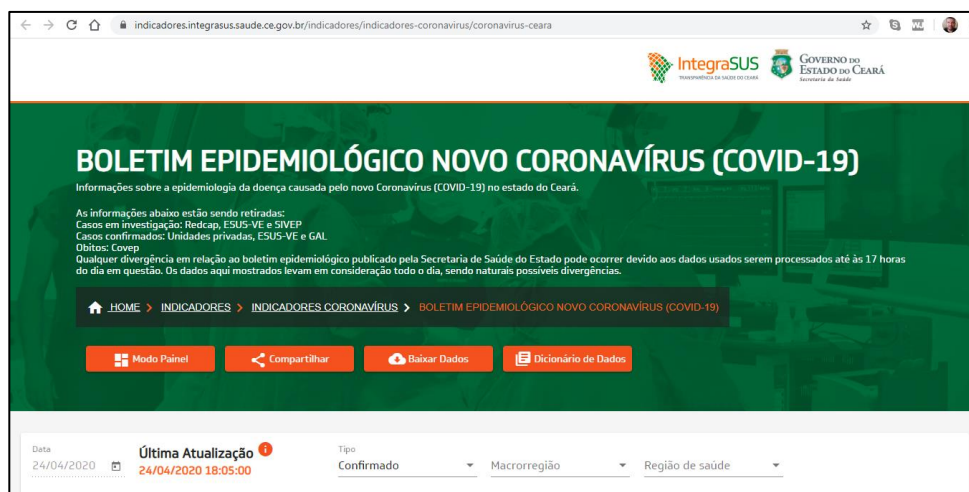 indicadores.integrasus.saude.ce.gov.br/indicadores/indicadores-coronavirus/coronavirus-ceara
IntegraSUS
TRANSPARÊNCIA DA SAÚDE DO CEARÁ
GOVERNO DO
ESTADO DO CEARÁ
Secretaria da Saúde
BOLETIM EPIDEMIOLÓGICO NOVO CORONAVÍRUS (COVID-19)
Informações sobre a epidemiologia da doença causada pelo novo Coronavírus (COVID-19) no estado do Ceará.
As informações abaixo estão sendo retiradas:
Casos em investigação: Redcap, ESUS-VE e SIVEP
Casos confirmados: Unidades privadas, ESUS-VE e GAL
Obitos: Covep
Qualquer divergência em relação ao boletim epidemiológico publicado pela Secretaria de Saúde do Estado pode ocorrer devido aos dados usados serem processados até às 17 horas
do dia em questão. Os dados aqui mostrados levam em consideração todo o dia, sendo naturais possíveis divergências.
HOME > INDICADORES > INDICADORES CORONAVÍRUS > BOLETIM EPIDEMIOLÓGICO NOVO CORONAVÍRUS (COVID-19)
Modo Painel Compartilhar Baixar Dados Dicionário de Dados
Data Última Atualização Tipo
24/04/2020 24/04/2020 18:05:00 Confirmado Macrorregião Região de saúde